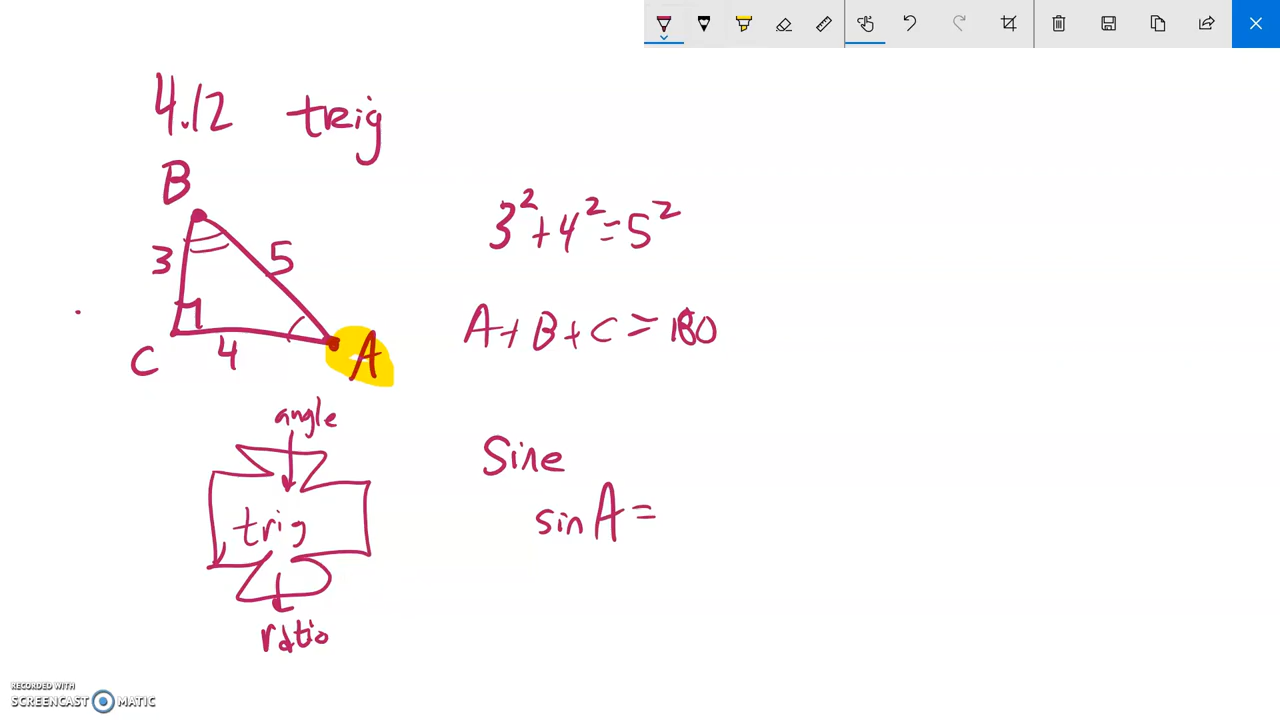 4.12 trig
B
3² + 4² = 5²
3
5
A + B + C = 180
C
4
A
angle
Sine
sin A =
trig
ratio
RECORDED WITH
SCREENCAST MATIC